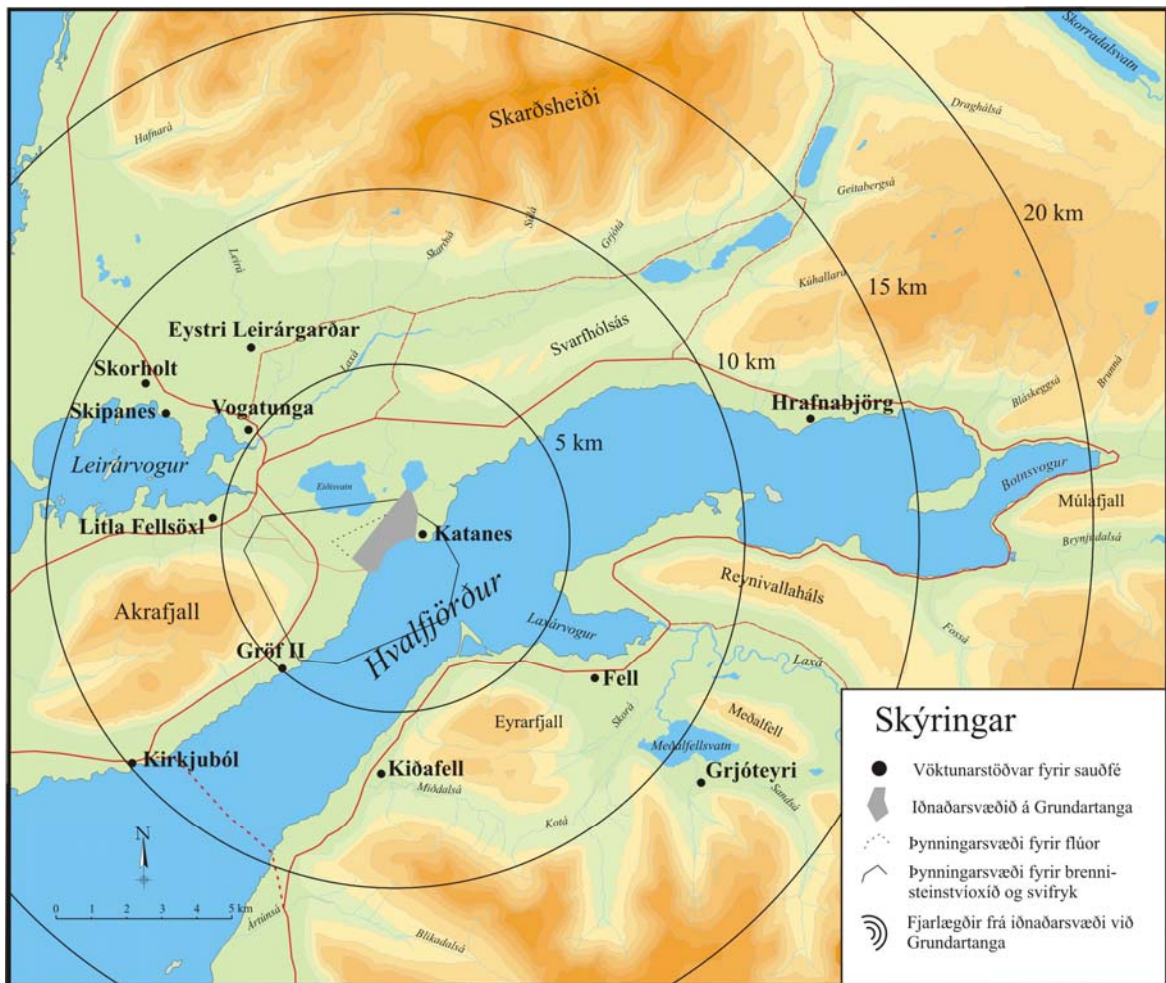 Skorradalsvatn
Draghálsá
Skarðsheiði
Hafnará
Geitabergsá
20 km
Súlá
Grjótá
Skarðsá
Leirá
Kúhallará
15 km
Svarfhólsás
Eystri Leirárgarðar
Laxá
10 km
Skorholt
Brunná
Bláskeggsá
Skipanes
Vogatunga
Hrafnabjörg
5 km
Leirárvogur
Botnsvogur
Eiðisvatn
Múlafjall
Litla Fellsöxl
Katanes
Brynjudalsá
Reynivallaháls
Akrafjall
Hvalfjörður
Laxárvogur
Fossá
Gröf II
Laxá
Fell
Skorá
Eyrarfjall
Meðalfell
Meðalfellsvatn
Kirkjuból
Kiðafell
Grjóteyri
Miðdalsá
Sandsá
Kotá
N
0 1 2 3 4 5 km
Ártúnsá
Blikadalsá
Skýringar
Vöktunarstöðvar fyrir sauðfé
Iðnaðarsvæðið á Grundartanga
Þynningarsvæði fyrir flúor
Þynningarsvæði fyrir brenni-
steinstvioxíð og svifryk
Fjarlægðir frá iðnaðarsvæði við
Grundartanga